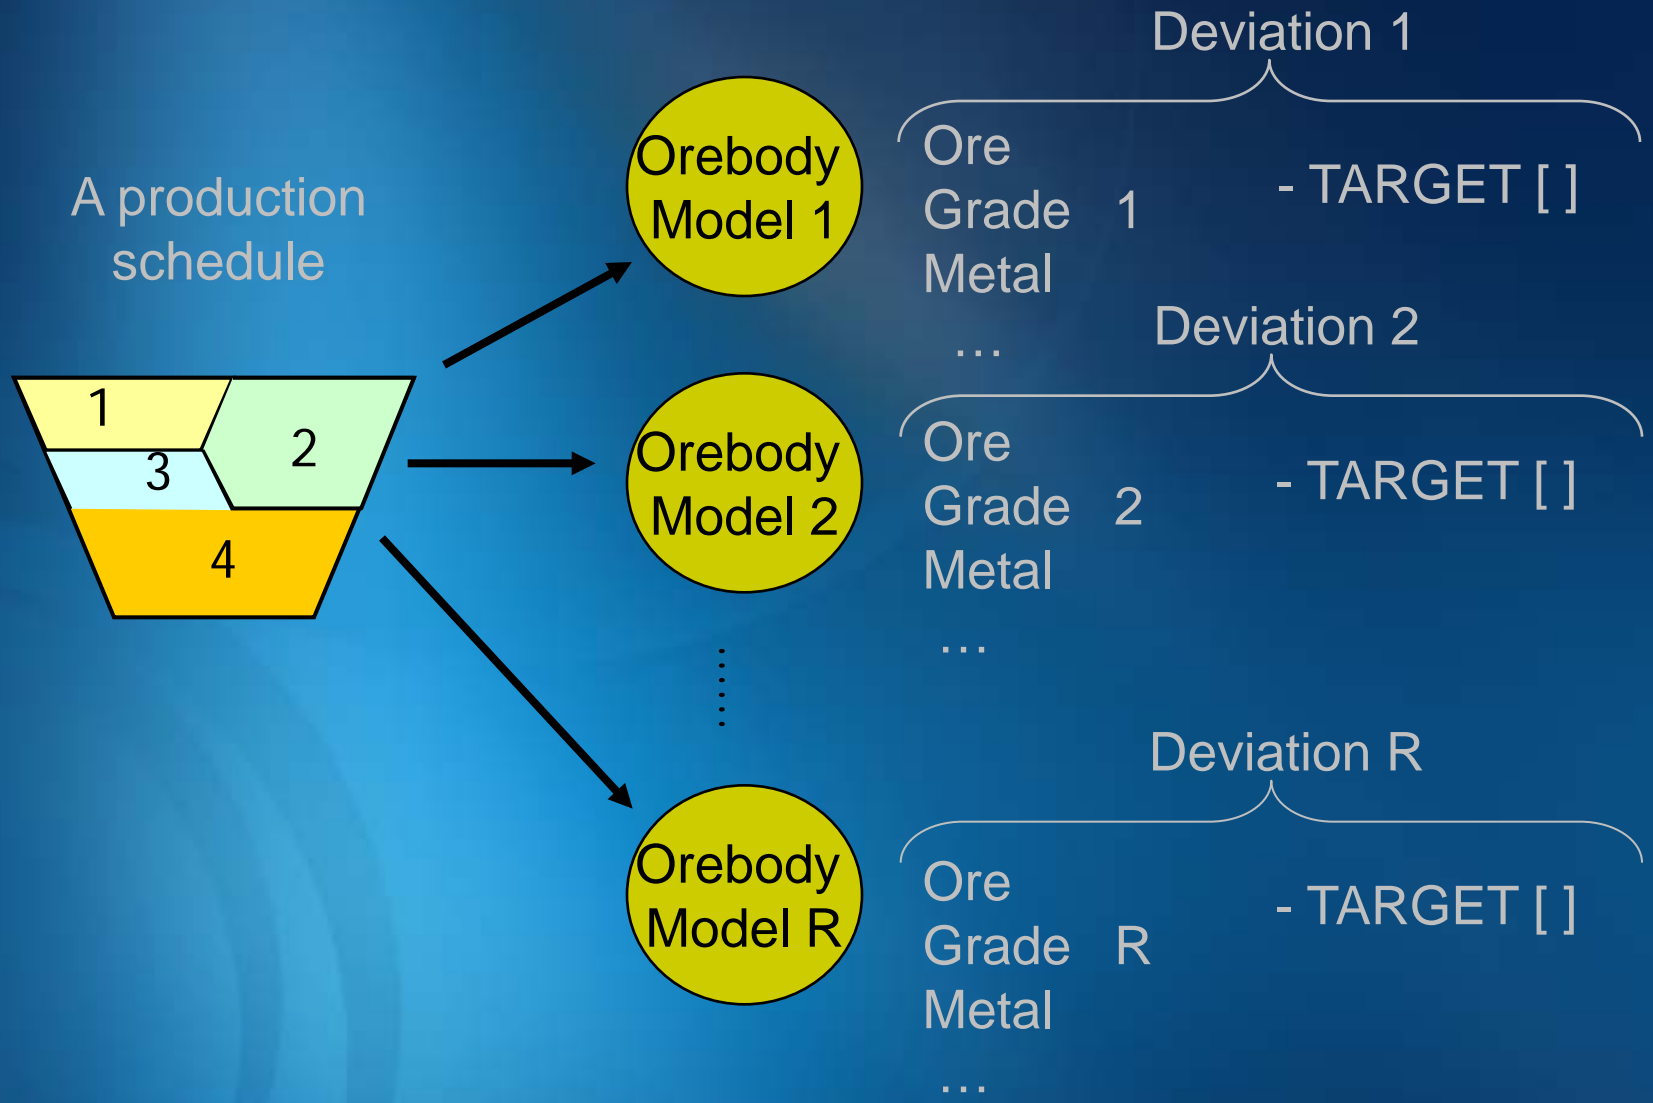 A production
schedule
1
2
3
4
Orebody
Model 1
Deviation 1
Ore
Grade 1
Metal
…
- TARGET [ ]
Orebody
Model 2
Deviation 2
Ore
Grade 2
Metal
…
- TARGET [ ]
Orebody
Model R
Deviation R
Ore
Grade R
Metal
…
- TARGET [ ]